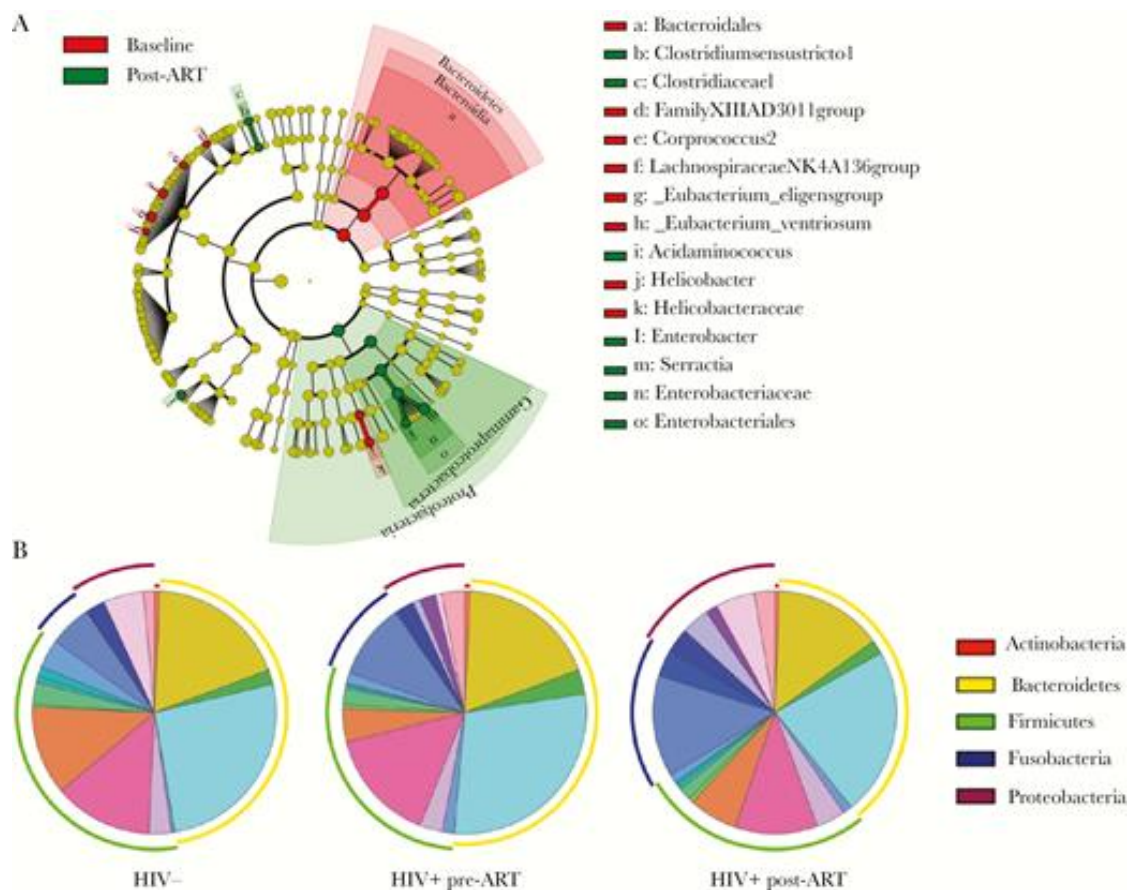 A
Baseline
Post-ART
Bacteroidetes
Bacteroidia
a
Gammaproteobacteria
Proteobacteria
n
o
k
a: Bacteroidales
b: Clostridiumsensustricto1
c: Clostridiaceael
d: FamilyXIIIAD3011group
e: Corprococcus2
f: LachnospiraceaeNK4A136group
g: _Eubacterium_eligensgroup
h: _Eubacterium_ventriosum
i: Acidaminococcus
j: Helicobacter
k: Helicobacteraceae
I: Enterobacter
m: Serractia
n: Enterobacteriaceae
o: Enterobacteriales
B
*
*
*
HIV–
HIV+ pre-ART
HIV+ post-ART
Actinobacteria
Bacteroidetes
Firmicutes
Fusobacteria
Proteobacteria